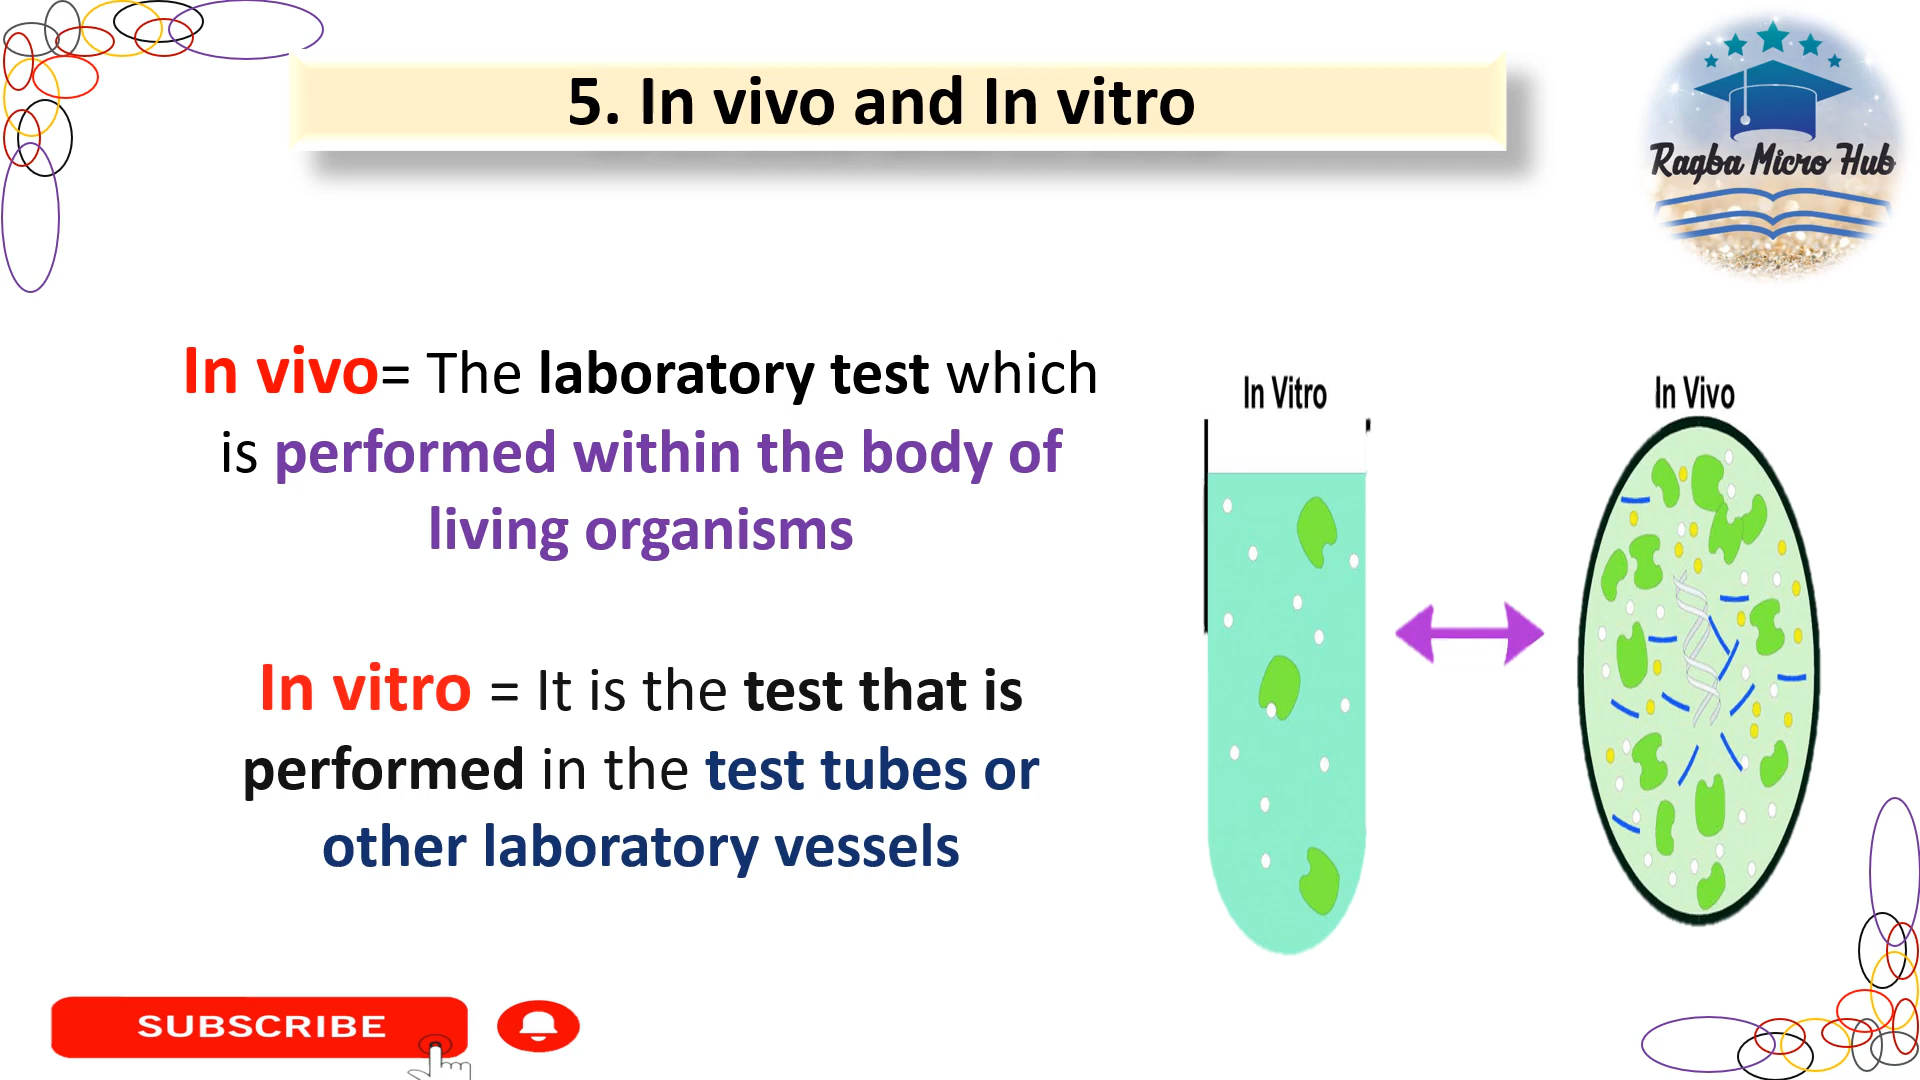 5. In vivo and In vitro
Raqba Micro Hub
In vivo= The laboratory test which
is performed within the body of
living organisms
In vitro = It is the test that is
performed in the test tubes or
other laboratory vessels
In Vitro
In Vivo
SUBSCRIBE